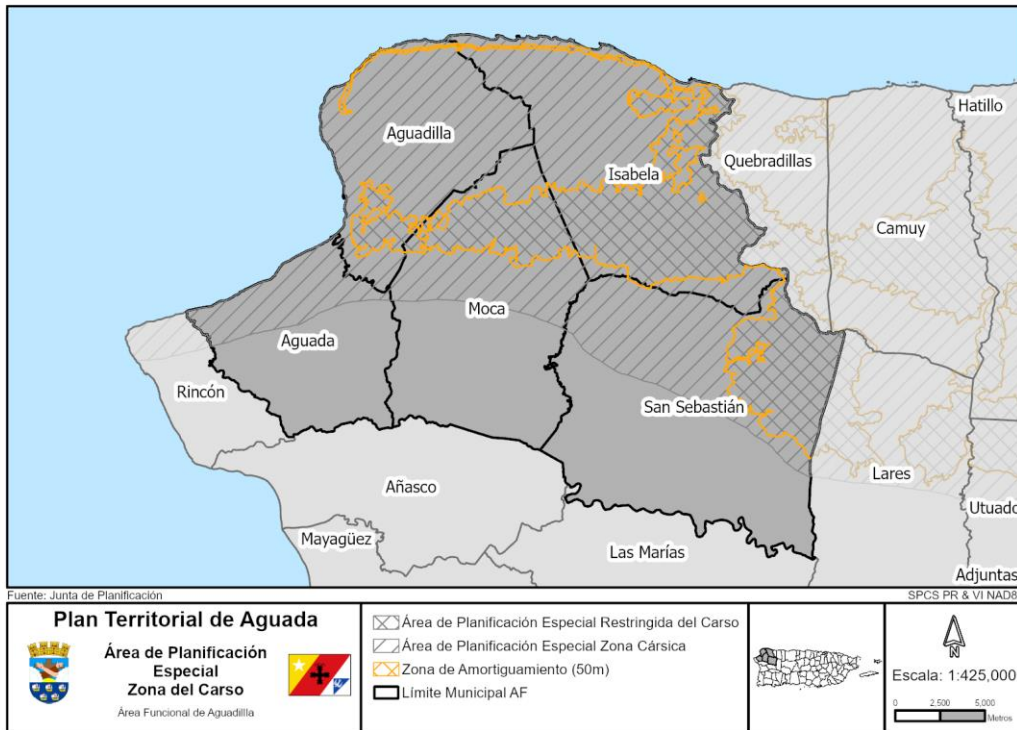 Hatillo
Aguadilla
Quebradillas
Isabela
Camuy
Moca
Aguada
Rincón
San Sebastián
Lares
Añasco
Utuado
Mayagüez
Las Marías
Adjuntas
Fuente: Junta de Planificación
SPCS PR & VI NAD8
Plan Territorial de Aguada
Área de Planificación
Especial
Zona del Carso
Área Funcional de Aguadillla
Área de Planificación Especial Restringida del Carso
Área de Planificación Especial Zona Cársica
Zona de Amortiguamiento (50m)
Límite Municipal AF
N
Escala: 1:425,000
0 2,500 5,000
Metros